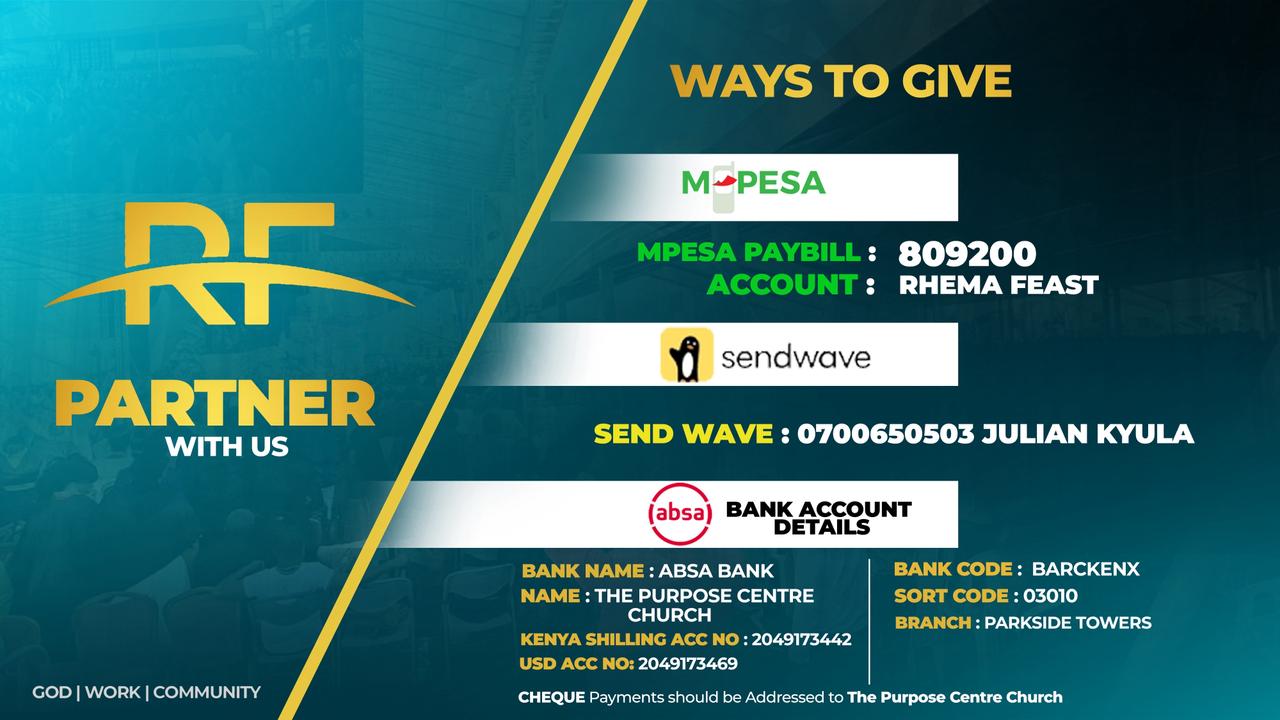 RF
PARTNER
WITH US
GOD | WORK | COMMUNITY
WAYS TO GIVE
M-PESA
MPESA PAYBILL : 809200
ACCOUNT : RHEMA FEAST
sendwave
SEND WAVE : 0700650503 JULIAN KYULA
absa BANK ACCOUNT
DETAILS
BANK NAME : ABSA BANK
NAME : THE PURPOSE CENTRE
CHURCH
KENYA SHILLING ACC NO : 2049173442
USD ACC NO: 2049173469
BANK CODE : BARCKENX
SORT CODE : 03010
BRANCH : PARKSIDE TOWERS
CHEQUE Payments should be Addressed to The Purpose Centre Church